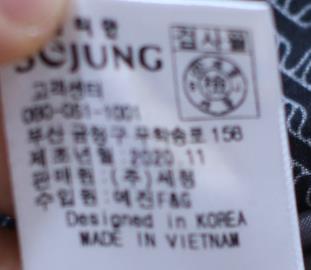 SEJUNG 검사필
고객센터
080-051-1001
부산 금정구 무학송로 158
제조년월 : 2020.11
판매원 : (주)세정
수입원 : 예진F&G
Designed in KOREA
MADE IN VIETNAM